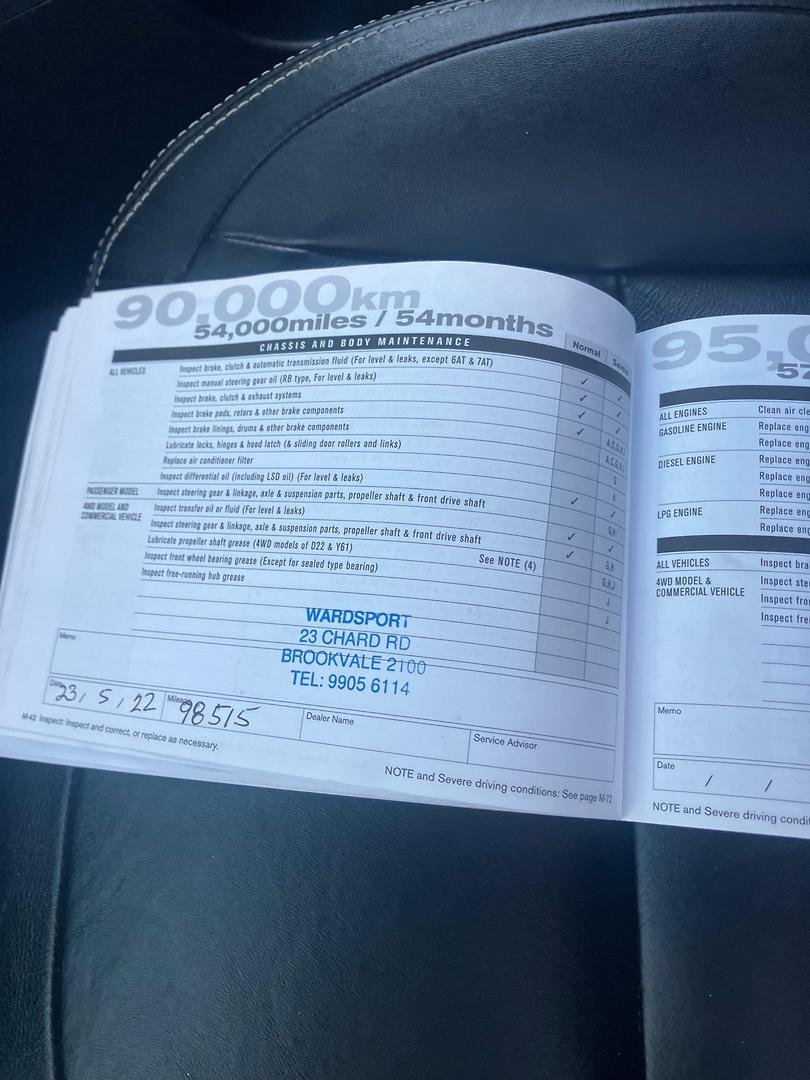 90,000km
54,000miles / 54months
CHASSIS AND BODY MAINTENANCE
Normal
Severe
ALL VEHICLES
Inspect brake, clutch & automatic transmission fluid (For level & leaks, except 6AT & 7AT)
Inspect manual steering gear oil (RB type, For level & leaks)
Inspect brake, clutch & exhaust systems
Inspect brake pads, rotors & other brake components
Inspect brake linings, drums & other brake components
Lubricate locks, hinges & hood latch (& sliding door rollers and links)
Replace air conditioner filter
Inspect differential oil (including LSD oil) (For level & leaks)
PASSENGER MODEL
Inspect steering gear & linkage, axle & suspension parts, propeller shaft & front drive shaft
4WD MODEL AND
COMMERCIAL VEHICLE
Inspect transfer oil or fluid (For level & leaks)
Inspect steering gear & linkage, axle & suspension parts, propeller shaft & front drive shaft
Lubricate propeller shaft grease (4WD models of D22 & Y61)
Inspect front wheel bearing grease (Except for sealed type bearing) See NOTE (4)
Inspect free-running hub grease
G
A
G,H
G,H
G,H,J
J
J
WARDSPORT
23 CHARD RD
BROOKVALE 2100
TEL: 9905 6114
Memo
Date
23, 5, 22
Mileage
98515
Dealer Name
Service Advisor
M-42 Inspect: Inspect and correct, or replace as necessary.
NOTE and Severe driving conditions: See page M-72
95,0
57
ALL ENGINES
Clean air cle
GASOLINE ENGINE
Replace eng
Replace eng
DIESEL ENGINE
Replace eng
Replace eng
Replace eng
LPG ENGINE
Replace eng
Replace eng
ALL VEHICLES
Inspect bra
4WD MODEL &
COMMERCIAL VEHICLE
Inspect stee
Inspect fron
Inspect free
Memo
Date
/ /
NOTE and Severe driving condit